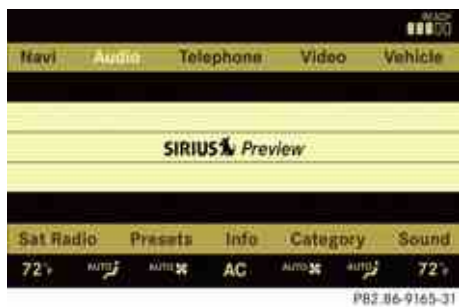 READY
Navi Audio Telephone Video Vehicle
SIRIUS Preview
Sat Radio Presets Info Category Sound
72°F AUTO AUTO AC AUTO AUTO 72°F
P82.86-9165-31